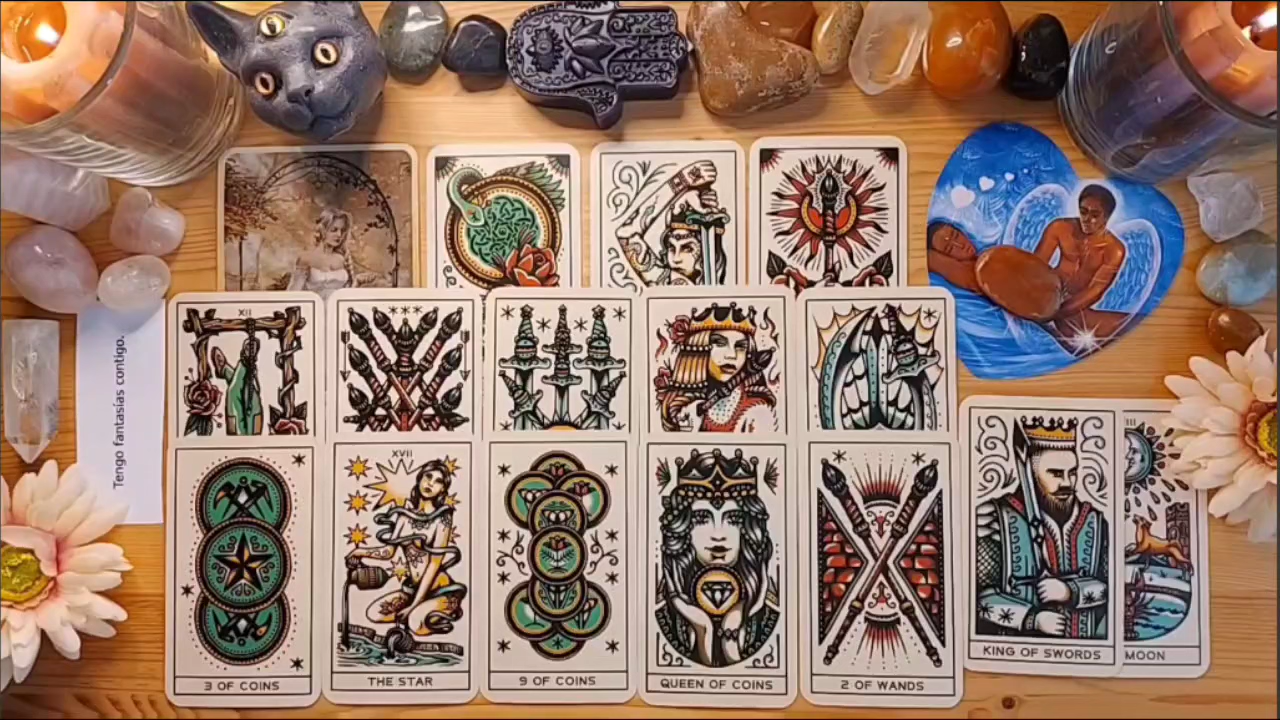 XII
Tengo fantasías contigo.
XVII
III
3 OF COINS
THE STAR
9 OF COINS
QUEEN OF COINS
2 OF WANDS
KING OF SWORDS
MOON